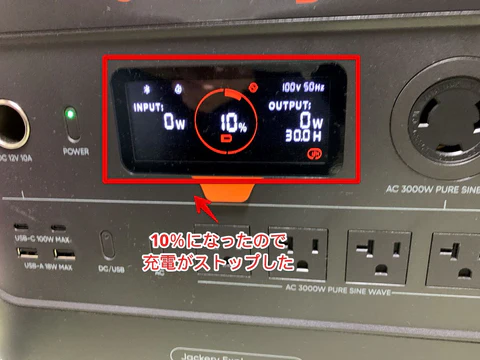 100V 50Hz
INPUT:
OUTPUT:
0W
10%
0W
30.0H
DC 12V 10A
POWER
AC 3000W PURE SINE
10%になったので
充電がストップした
USB-C 100W MAX
USB-A 18W MAX
DC/USB
AC
AC 3000W PURE SINE WAVE
Jackery